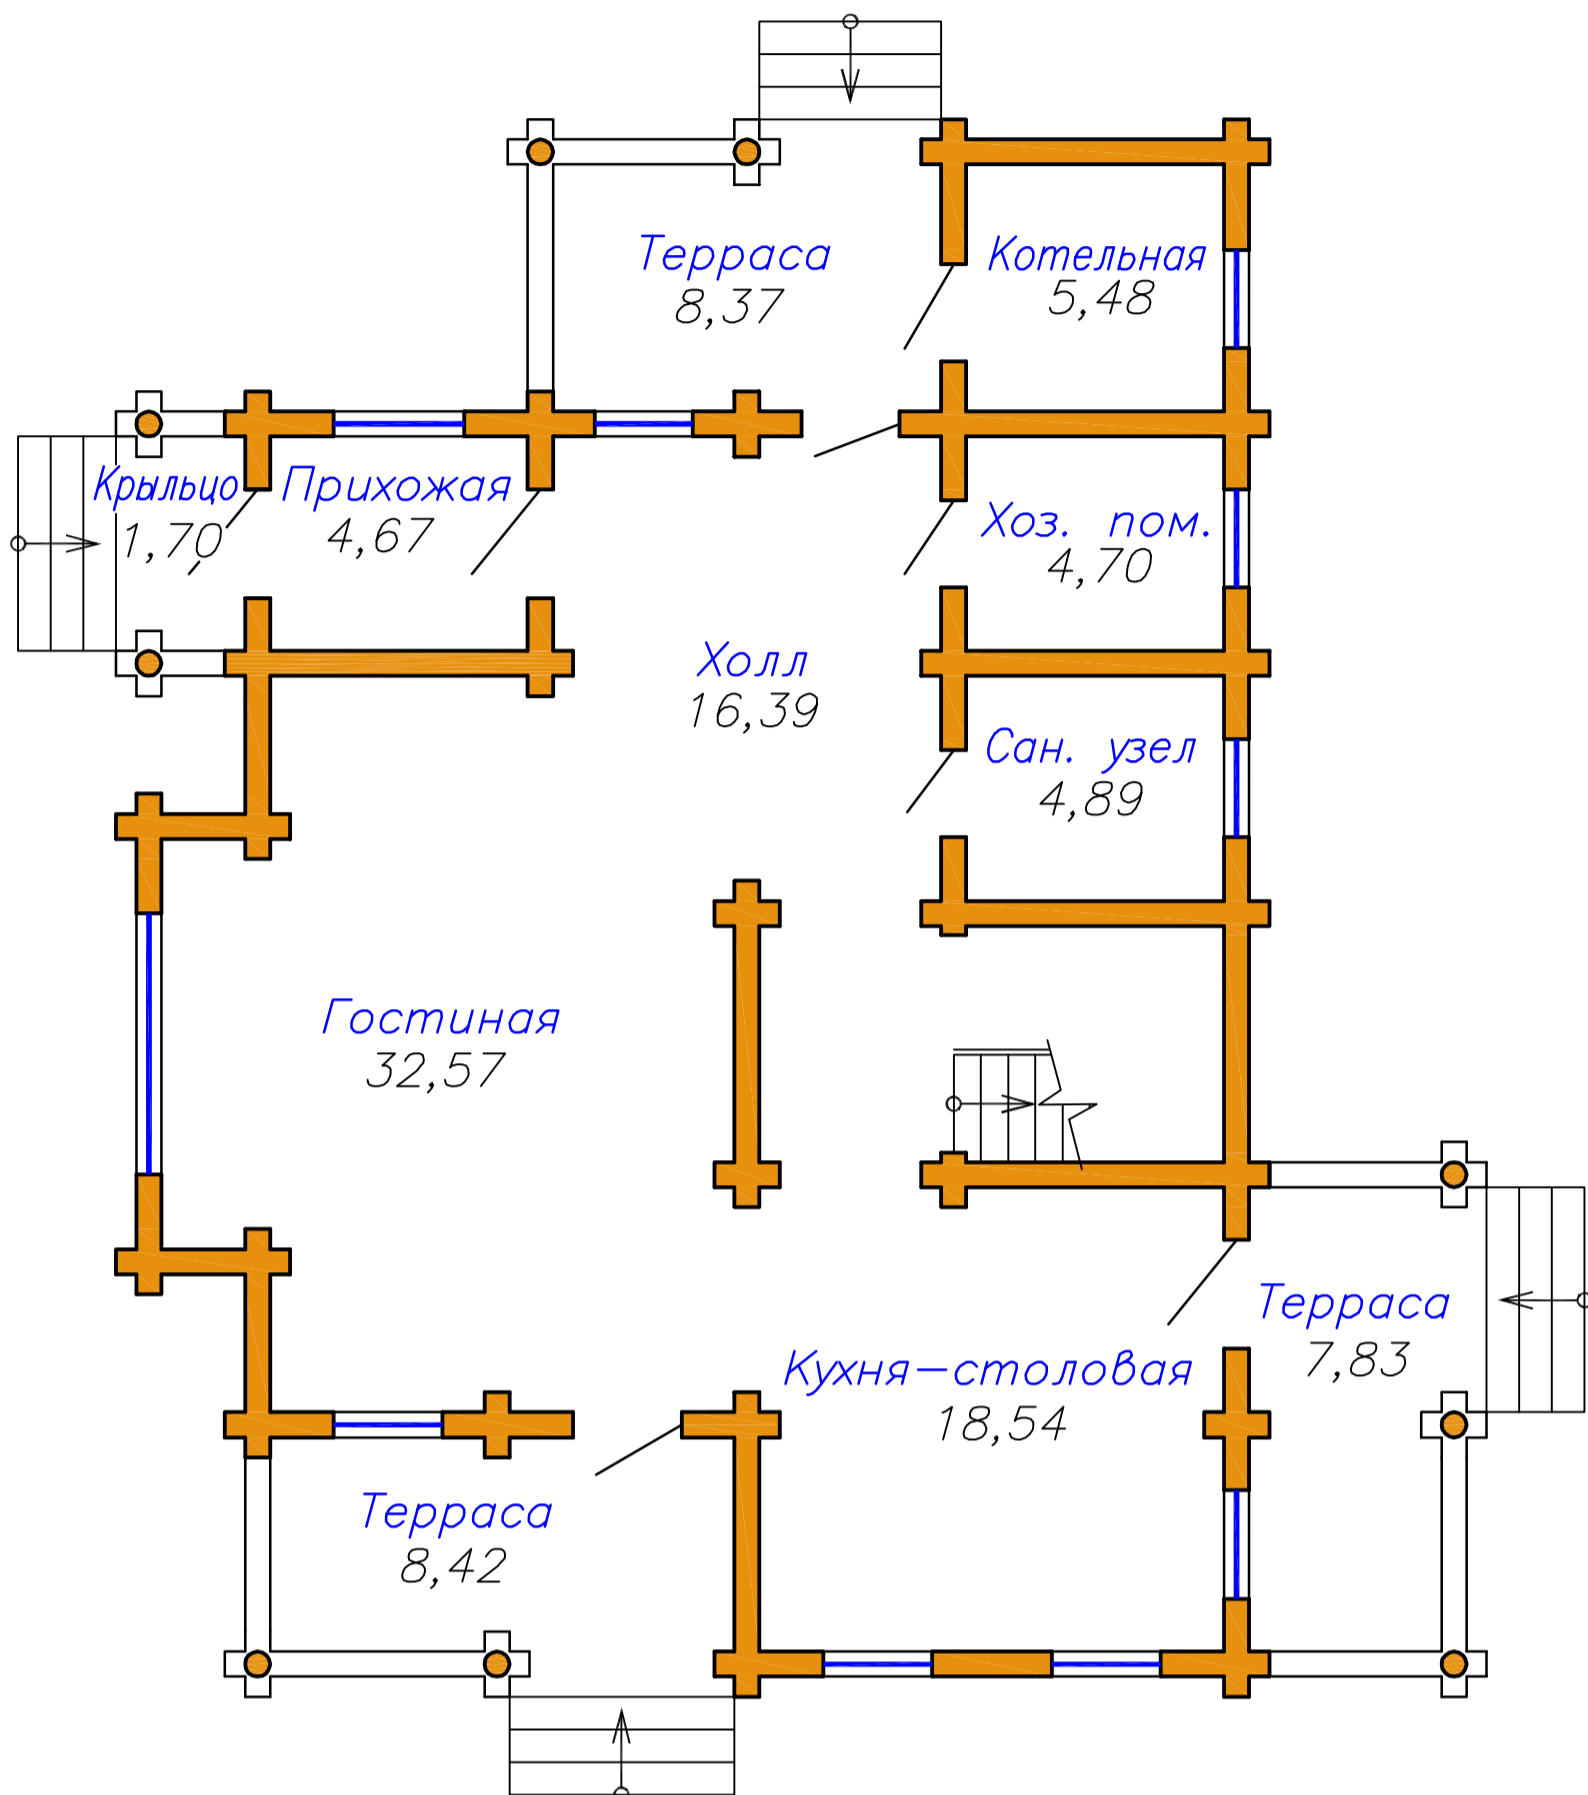 Терраса
8,37
Котельная
5,48
Крыльцо
1,70
Прихожая
4,67
Хоз. пом.
4,70
Холл
16,39
Сан. узел
4,89
Гостиная
32,57
Терраса
7,83
Кухня-столовая
18,54
Терраса
8,42